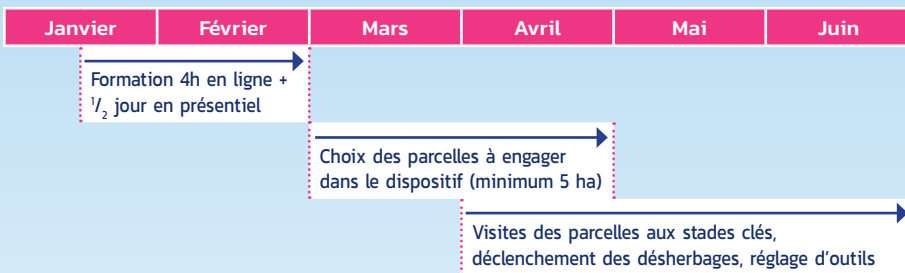 Janvier Février Mars Avril Mai Juin
Formation 4h en ligne +
1/2 jour en présentiel
Choix des parcelles à engager
dans le dispositif (minimum 5 ha)
Visites des parcelles aux stades clés,
déclenchement des désherbages, réglage d’outils